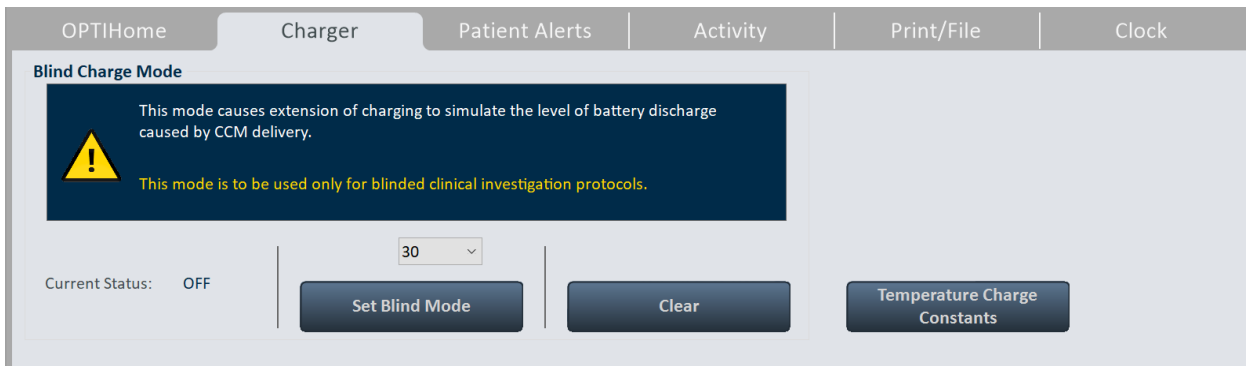 OPTIHome Charger Patient Alerts Activity Print/File Clock
Blind Charge Mode
This mode causes extension of charging to simulate the level of battery discharge
caused by CCM delivery.
This mode is to be used only for blinded clinical investigation protocols.
30
Current Status: OFF
Set Blind Mode
Clear
Temperature Charge
Constants